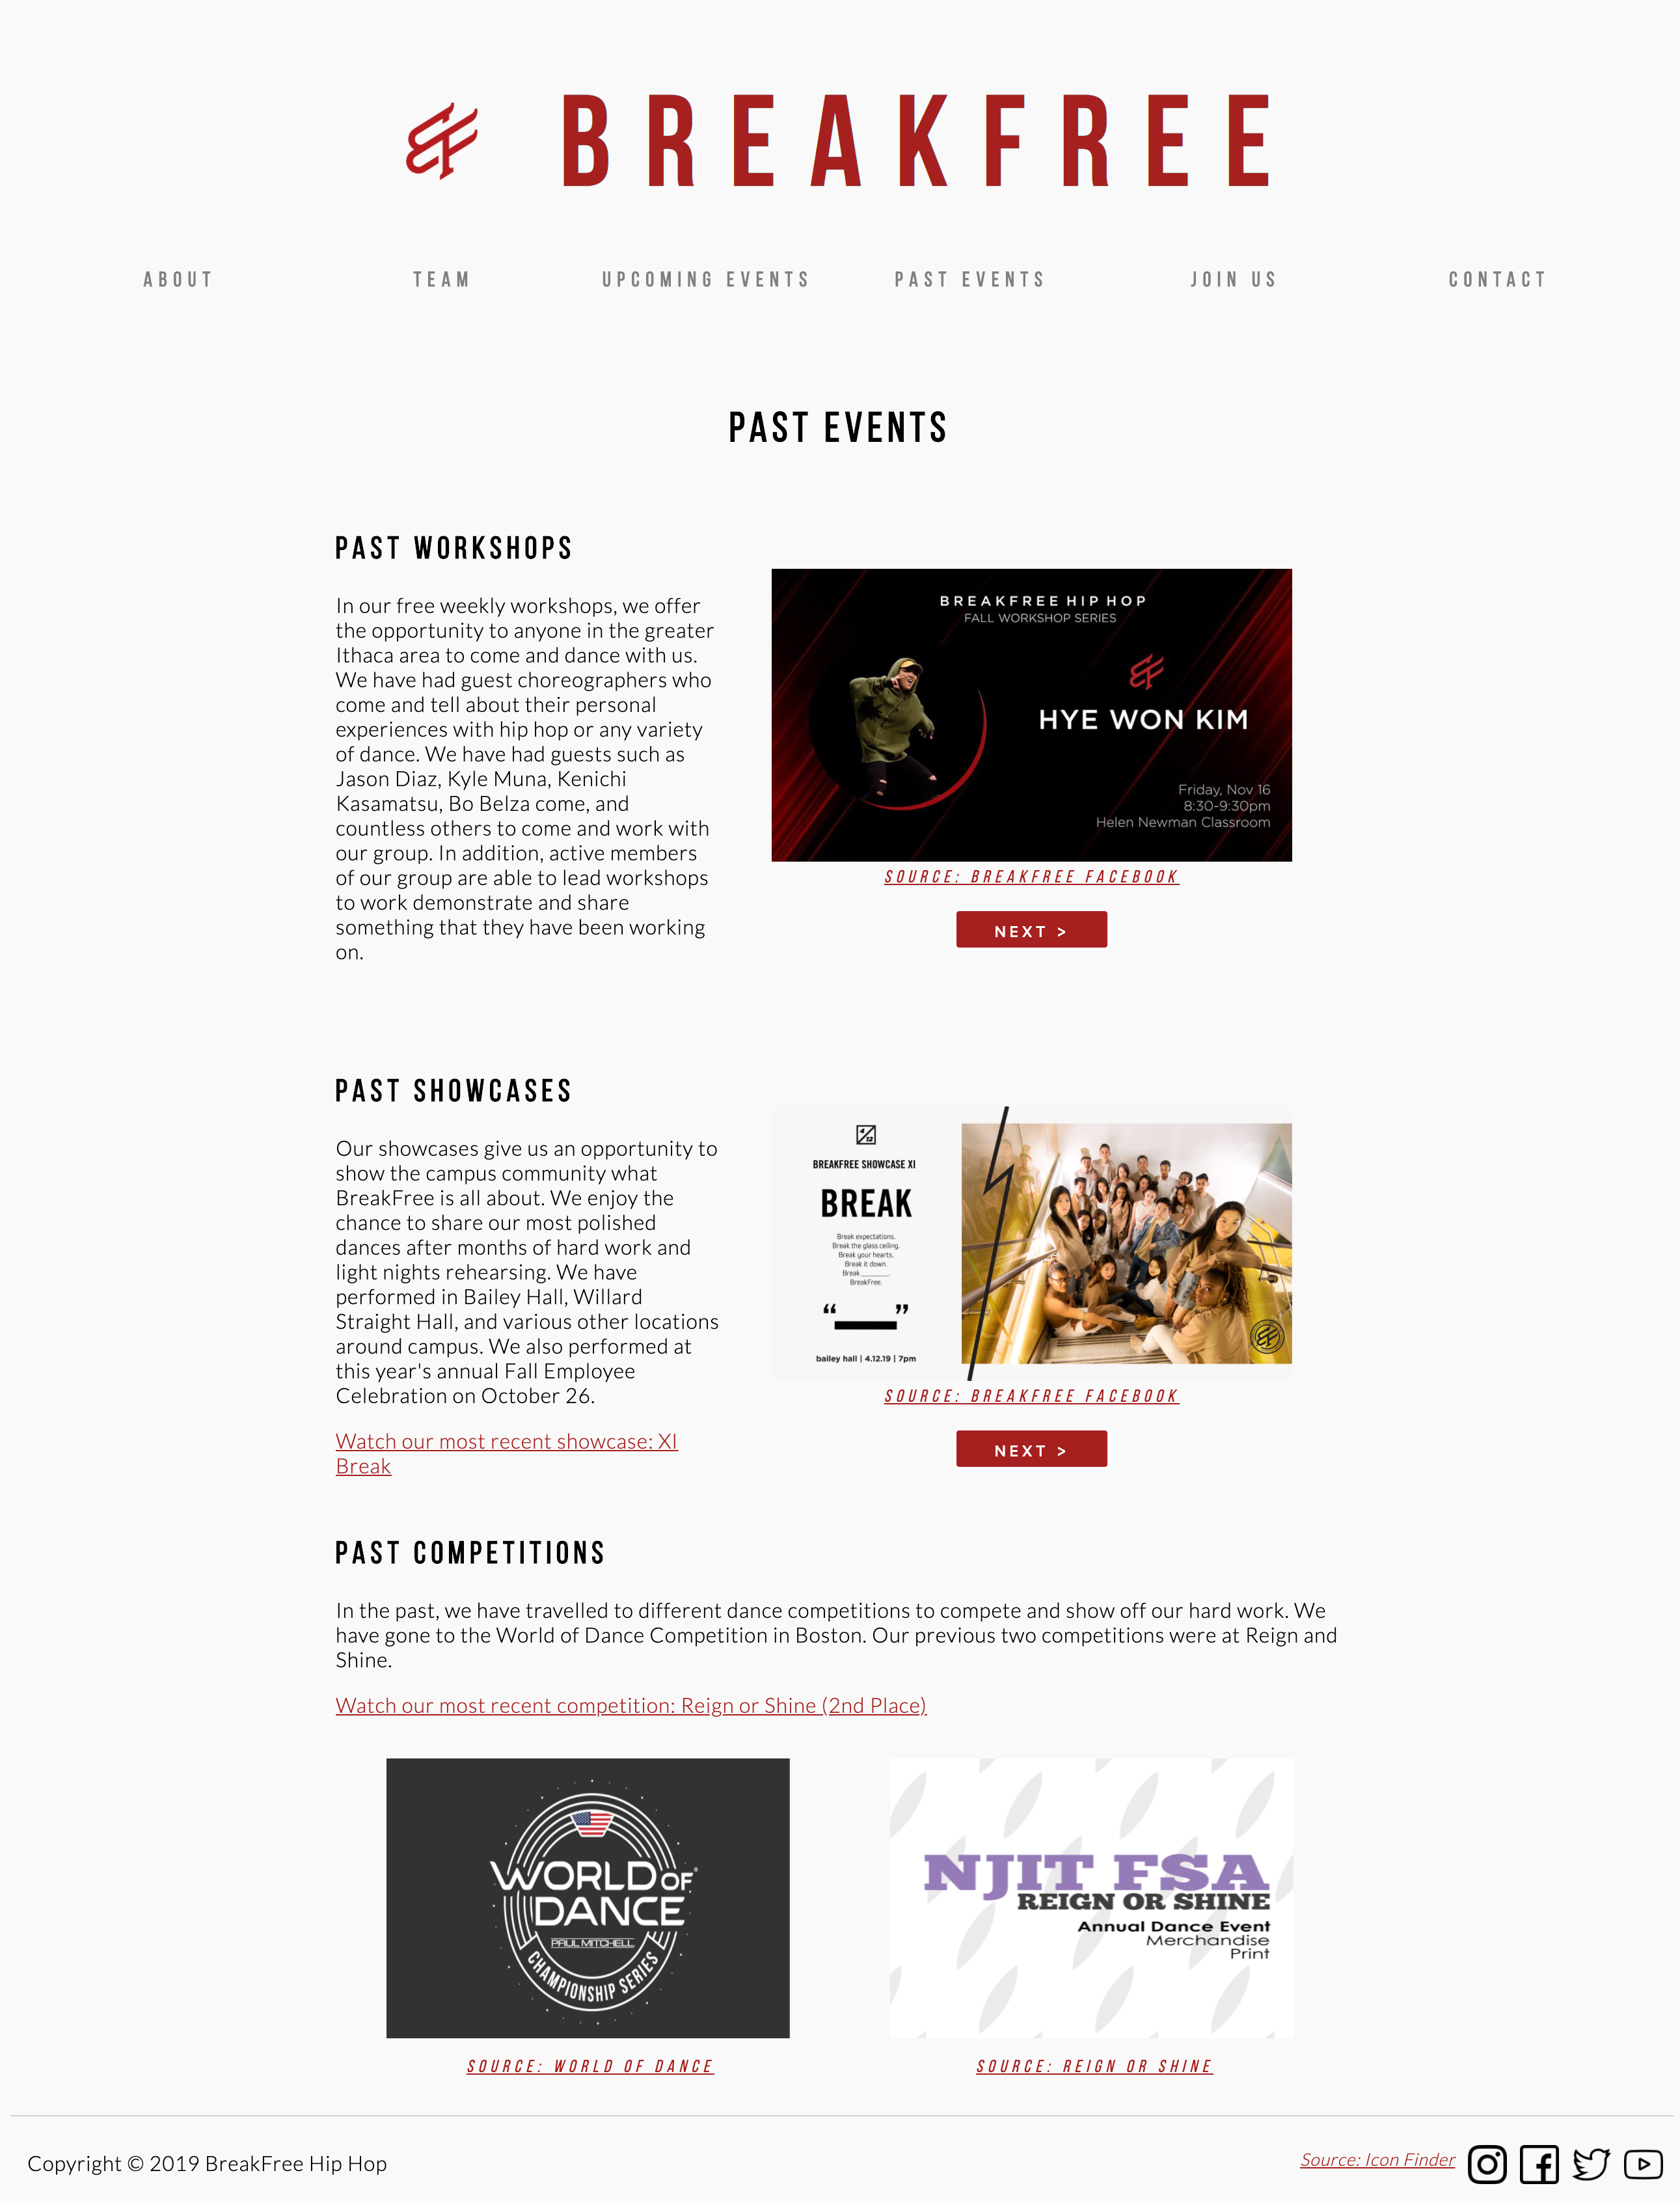 BREAKFREE
ABOUT
TEAM
UPCOMING EVENTS
PAST EVENTS
JOIN US
CONTACT
PAST EVENTS
PAST WORKSHOPS
In our free weekly workshops, we offer
the opportunity to anyone in the greater
Ithaca area to come and dance with us.
We have had guest choreographers who
come and tell about their personal
experiences with hip hop or any variety
of dance. We have had guests such as
Jason Diaz, Kyle Muna, Kenichi
Kasamatsu, Bo Belza come, and
countless others to come and work with
our group. In addition, active members
of our group are able to lead workshops
to work demonstrate and share
something that they have been working
on.
BREAKFREE HIP HOP
FALL WORKSHOP SERIES
HYE WON KIM
Friday, Nov 16
8:30-9:30pm
Helen Newman Classroom
SOURCE: BREAKFREE FACEBOOK
NEXT >
PAST SHOWCASES
Our showcases give us an opportunity to
show the campus community what
BreakFree is all about. We enjoy the
chance to share our most polished
dances after months of hard work and
light nights rehearsing. We have
performed in Bailey Hall, Willard
Straight Hall, and various other locations
around campus. We also performed at
this year's annual Fall Employee
Celebration on October 26.
Watch our most recent showcase: XI
Break
4/12
BREAKFREE SHOWCASE XI
BREAK
Break expectations.
Break the glass ceiling.
Break your hearts.
Break it down.
Break ________.
BreakFree.
“ ”
bailey hall | 4.12.19 | 7pm
SOURCE: BREAKFREE FACEBOOK
NEXT >
PAST COMPETITIONS
In the past, we have travelled to different dance competitions to compete and show off our hard work. We
have gone to the World of Dance Competition in Boston. Our previous two competitions were at Reign and
Shine.
Watch our most recent competition: Reign or Shine (2nd Place)
WORLD OF
DANCE
PAUL MITCHELL
CHAMPIONSHIP SERIES
SOURCE: WORLD OF DANCE
NJIT FSA
REIGN OR SHINE
Annual Dance Event
Merchandise
Print
SOURCE: REIGN OR SHINE
Copyright © 2019 BreakFree Hip Hop
Source: Icon Finder